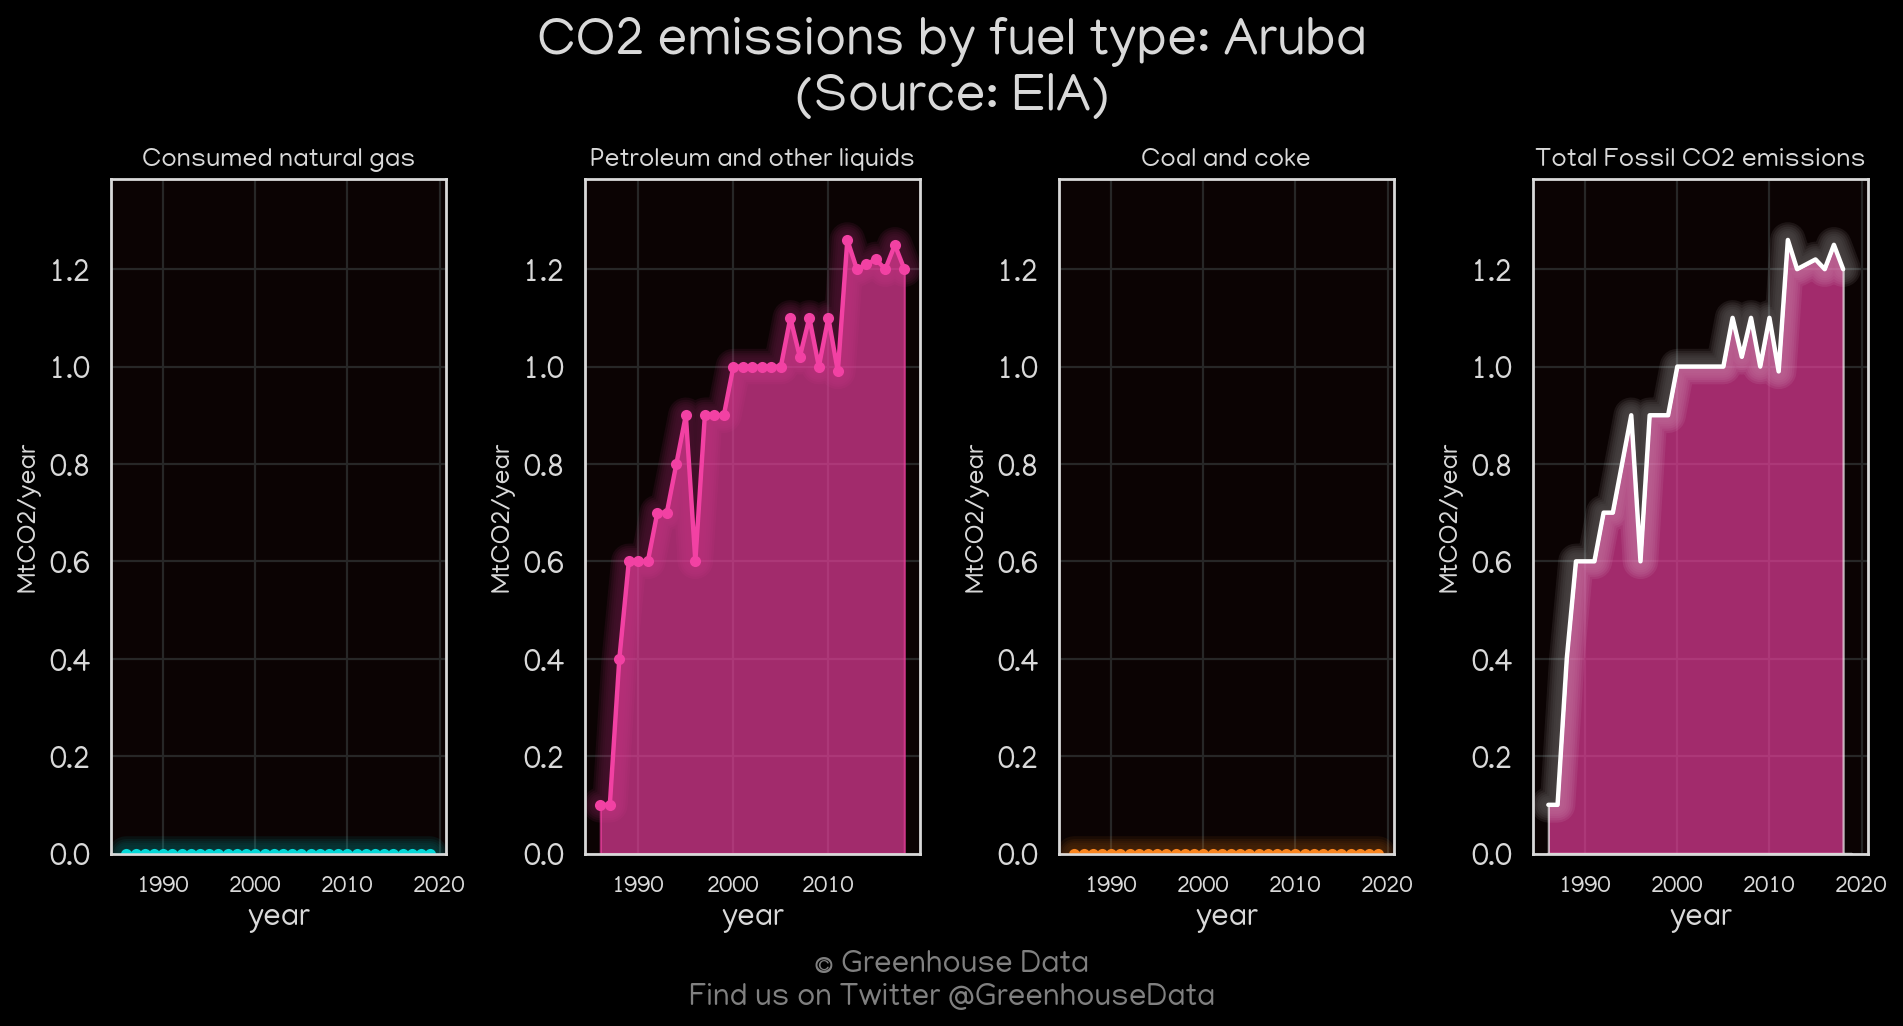 CO2 emissions by fuel type: Aruba
(Source: EIA)
Consumed natural gas
Petroleum and other liquids
Coal and coke
Total Fossil CO2 emissions
MtCO2/year
1.2
1.0
0.8
0.6
0.4
0.2
0.0
1990 2000 2010 2020
year
MtCO2/year
1.2
1.0
0.8
0.6
0.4
0.2
0.0
1990 2000 2010
year
MtCO2/year
1.2
1.0
0.8
0.6
0.4
0.2
0.0
1990 2000 2010 2020
year
MtCO2/year
1.2
1.0
0.8
0.6
0.4
0.2
0.0
1990 2000 2010 2020
year
© Greenhouse Data
Find us on Twitter @GreenhouseData